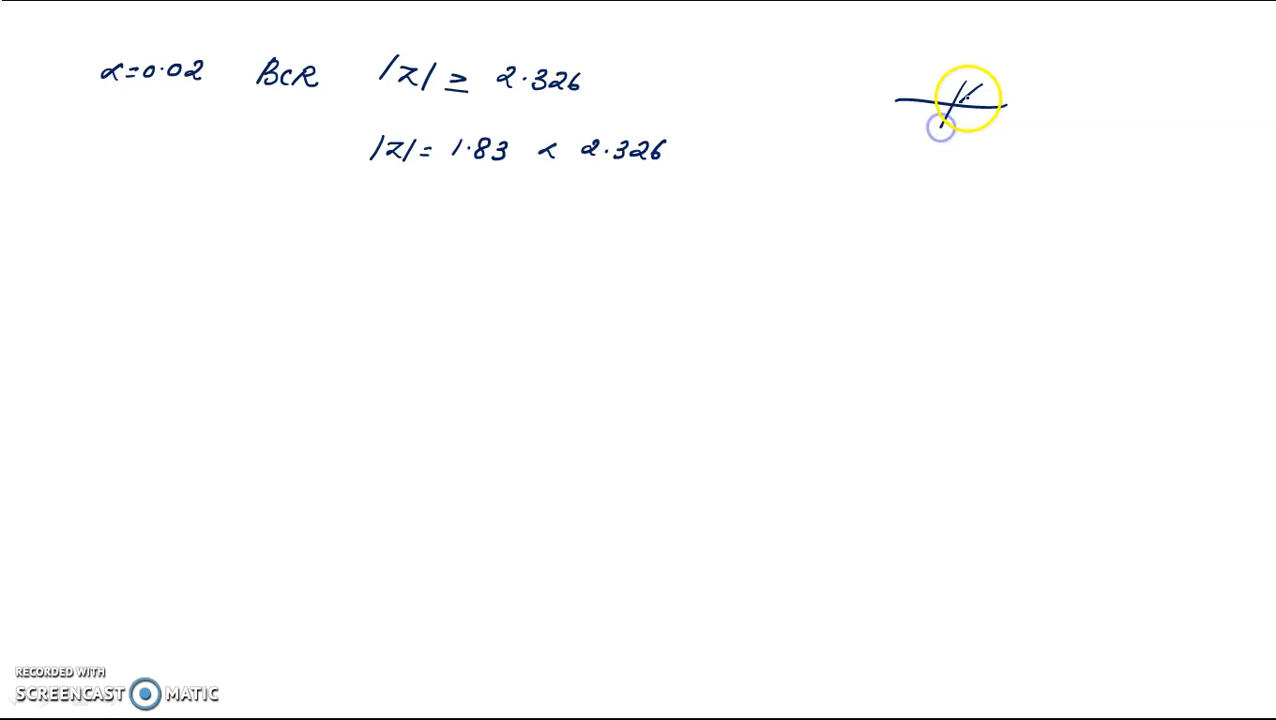 α=0.02 BCR |Z| ≥ 2.326
|Z| = 1.83 < 2.326
RECORDED WITH
SCREENCAST MATIC